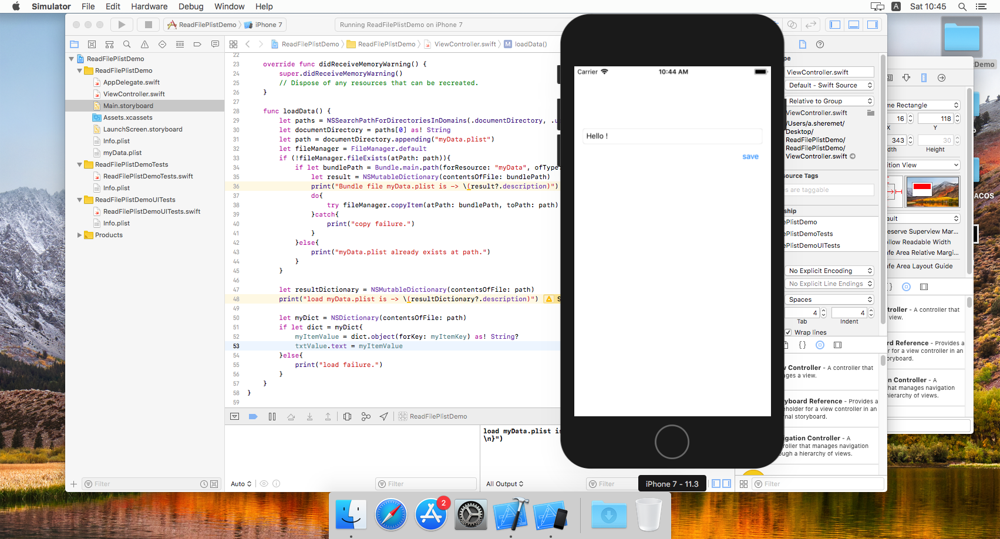 Simulator File Edit Hardware Debug Window Help
A Sat 10:45
ReadFilePlistDemo iPhone 7
Running ReadFilePlistDemo on iPhone 7
ReadFilePlistDemo ReadFilePlistDemo ViewController.swift M loadData()
ReadFilePlistDemo
ReadFilePlistDemo
AppDelegate.swift
ViewController.swift
Main.storyboard
Assets.xcassets
LaunchScreen.storyboard
Info.plist
myData.plist
ReadFilePlistDemoTests
ReadFilePlistDemoTests.swift
Info.plist
ReadFilePlistDemoUITests
ReadFilePlistDemoUITests.swift
Info.plist
Products
Filter
22
23 override func didReceiveMemoryWarning() {
24 super.didReceiveMemoryWarning()
25 // Dispose of any resources that can be recreated.
26 }
27
28 func loadData() {
29 let paths = NSSearchPathForDirectoriesInDomains(.documentDirectory, .u
30 let documentDirectory = paths[0] as! String
31 let path = documentDirectory.appending("myData.plist")
32 let fileManager = FileManager.default
33 if (!fileManager.fileExists(atPath: path)){
34 if let bundlePath = Bundle.main.path(forResource: "myData", ofType:
35 let result = NSMutableDictionary(contentsOfFile: bundlePath)
36 print("Bundle file myData.plist is -> \(result?.description)")
37 do{
38 try fileManager.copyItem(atPath: bundlePath, toPath: path)
39 }catch{
40 print("copy failure.")
41 }
42 }else{
43 print("myData.plist already exists at path.")
44 }
45 }
46
47 let resultDictionary = NSMutableDictionary(contentsOfFile: path)
48 print("load myData.plist is -> \(resultDictionary?.description)") S
49
50 let myDict = NSDictionary(contentsOfFile: path)
51 if let dict = myDict{
52 myItemValue = dict.object(forKey: myItemKey) as! String?
53 txtValue.text = myItemValue
54 }else{
55 print("load failure.")
56 }
57 }
58 }
59
ReadFilePlistDemo
load myData.plist is
\n}")
Auto
Filter
All Output
Filter
Carrier 10:44 AM
Hello !
save
iPhone 7 - 11.3
pe
ViewController.swift
Default - Swift Source
Relative to Group
ViewController.swift
/Users/a.sheremet/
Desktop/
ReadFilePlistDemo/
ReadFilePlistDemo/
ViewController.swift
source Tags
s are taggable
ship
ePlistDemo
ePlistDemoTests
ePlistDemoUITests
No Explicit Encoding
No Explicit Line Endings
Spaces
4 4
Tab Indent
Wrap lines
{ }
w Controller - A controller that
ages a view.
yboard Reference - Provides a
eholder for a view controller in an
rnal storyboard.
igation Controller - A
roller that manages navigation
ough a hierarchy of views.
Filter
Demo
me Rectangle
16 118
X Y
343 30
dth Height
ition View
ault
eserve Superview Mar...
ollow Readable Width
fe Area Relative Margi...
fe Area Layout Guide
troller - A controller that
view.
rd Reference - Provides a
r for a view controller in an
oryboard.
n Controller - A
hat manages navigation
hierarchy of views.
ACOS
2